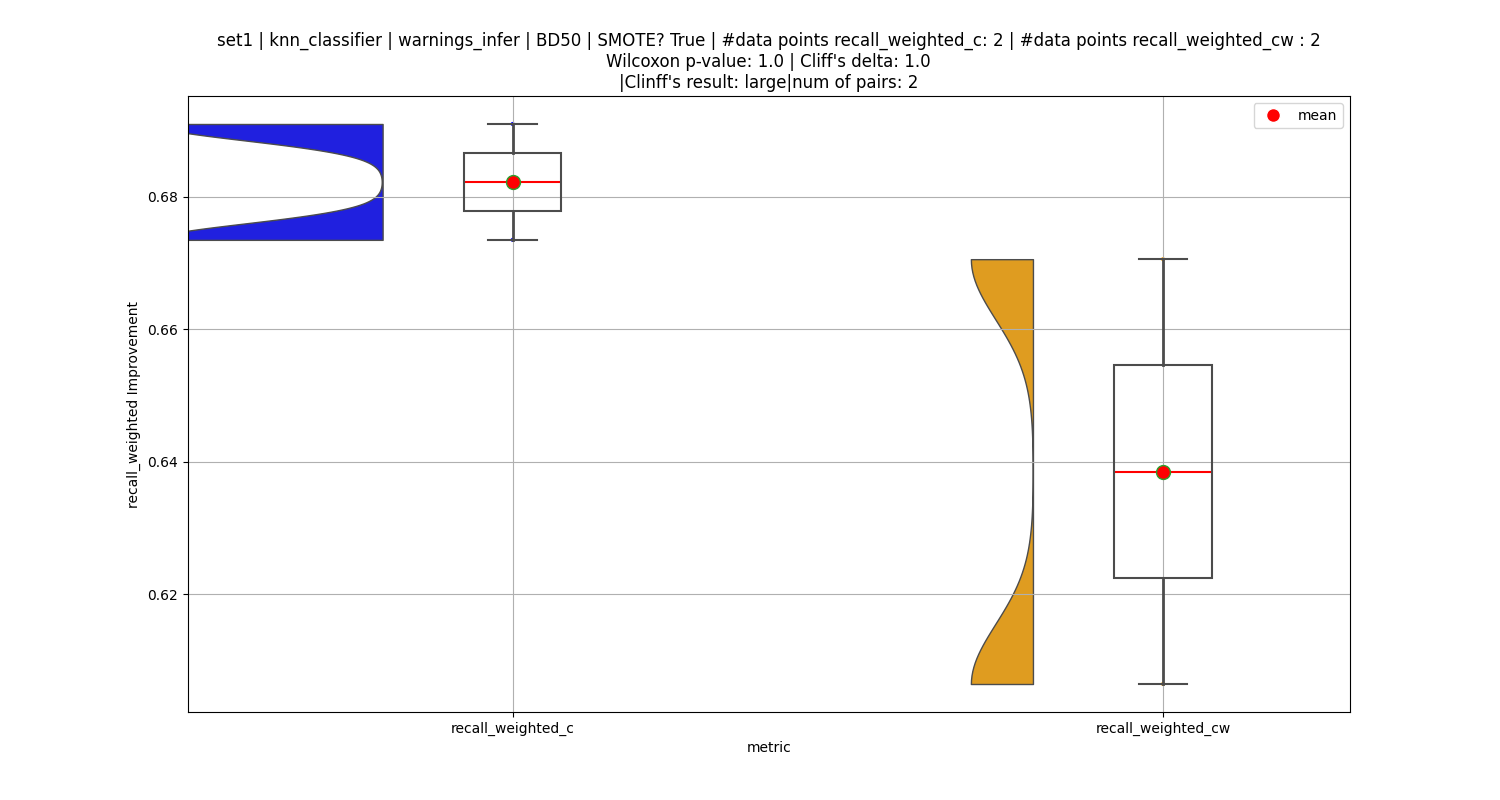 set1 | knn_classifier | warnings_infer | BD50 | SMOTE? True | #data points recall_weighted_c: 2 | #data points recall_weighted_cw : 2
Wilcoxon p-value: 1.0 | Cliff's delta: 1.0
|Clinff's result: large|num of pairs: 2
mean
0.68
0.66
0.64
0.62
recall_weighted Improvement
recall_weighted_c
recall_weighted_cw
metric